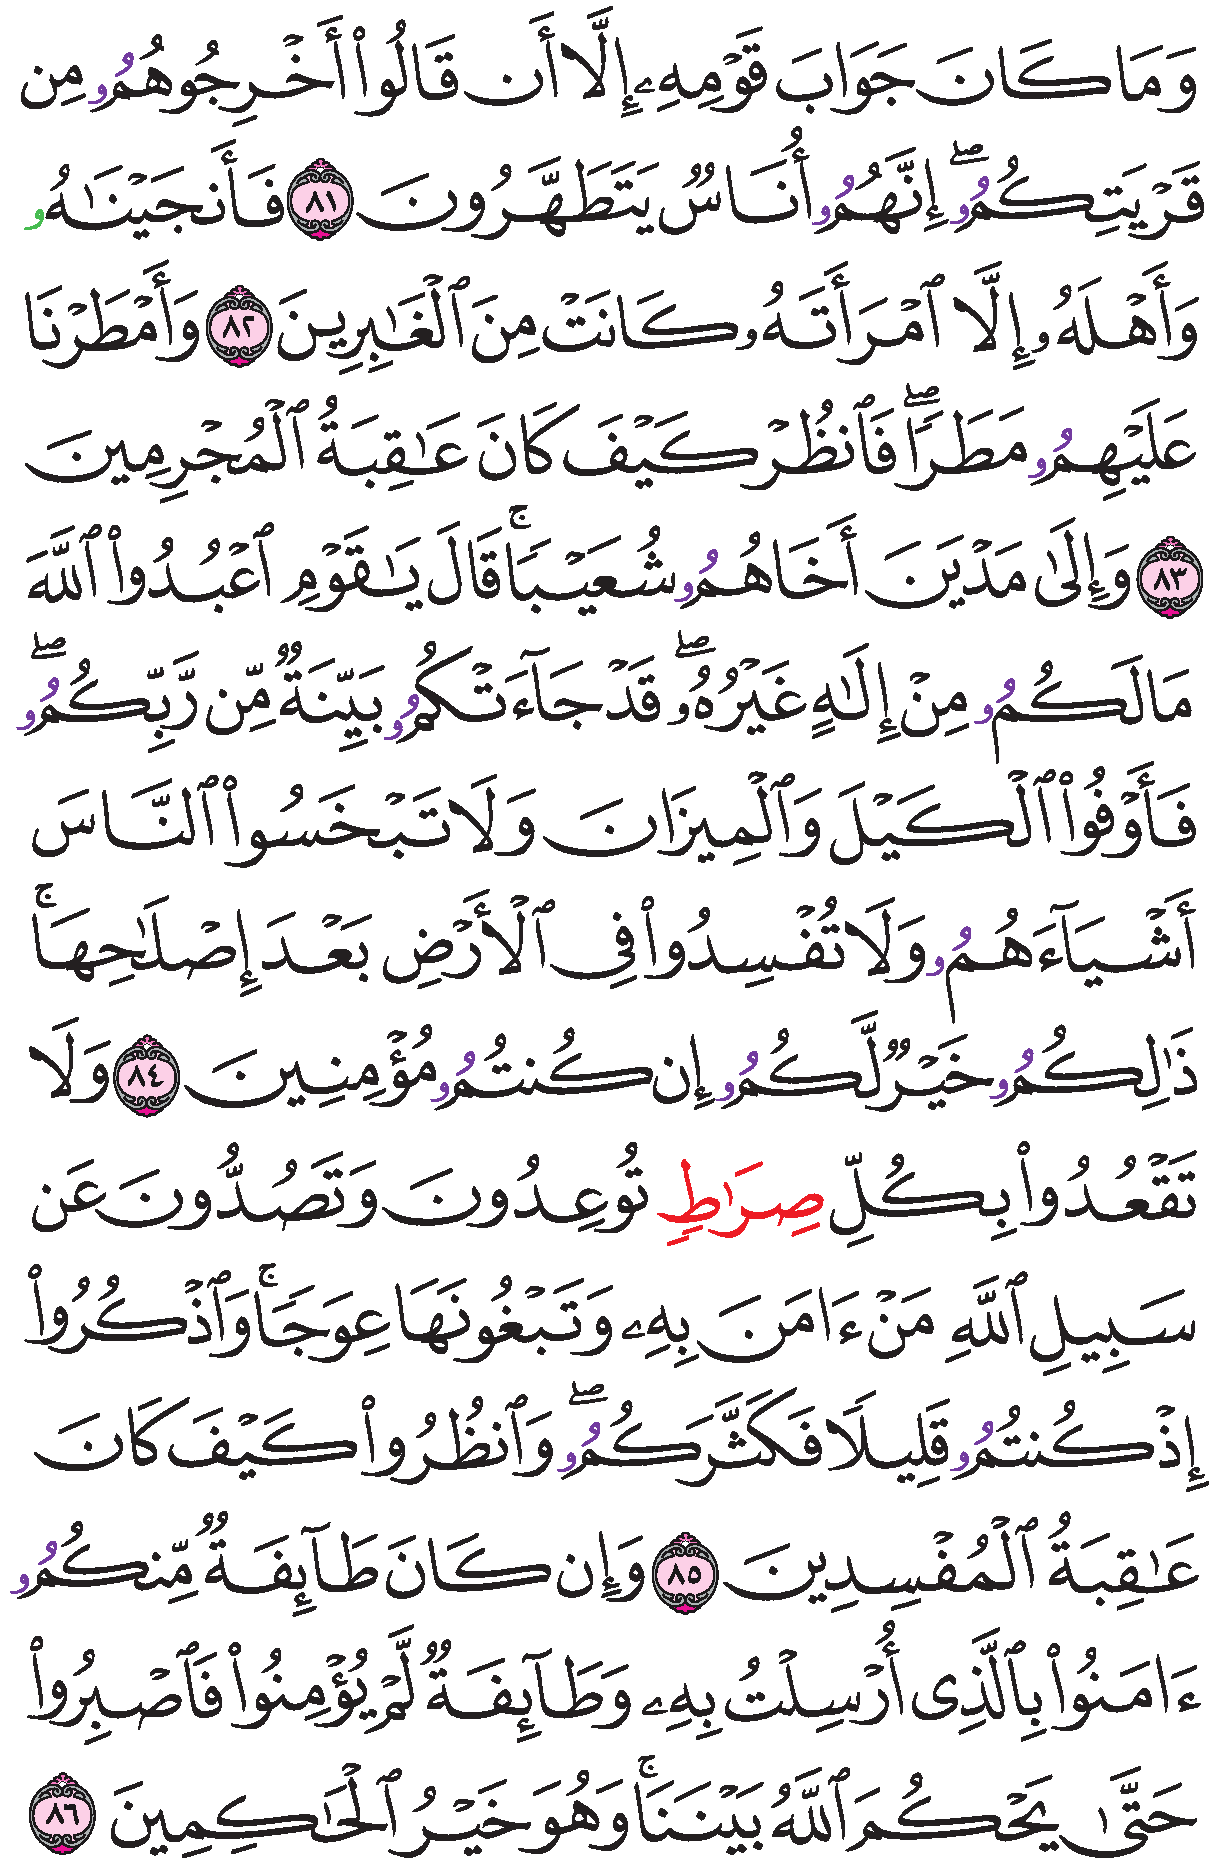 وَمَا كَانَ جَوَابَ قَوْمِهِۦٓ إِلَّآ أَن قَالُوٓا۟ أَخْرِجُوهُمُۥ مِن
قَرْيَتِكُمُۥٓۖ إِنَّهُمُۥٓ أُنَاسٌ يَتَطَهَّرُونَ ٨١ فَأَنجَيْنَٰهُۥ
وَأَهْلَهُۥٓ إِلَّا ٱمْرَأَتَهُۥ كَانَتْ مِنَ ٱلْغَٰبِرِينَ ٨٢ وَأَمْطَرْنَا
عَلَيْهِمُۥ مَطَرًاۖ فَٱنظُرْ كَيْفَ كَانَ عَٰقِبَةُ ٱلْمُجْرِمِينَ
٨٣ وَإِلَىٰ مَدْيَنَ أَخَاهُمُۥ شُعَيْبًاۚ قَالَ يَٰقَوْمِ ٱعْبُدُوا۟ ٱللَّهَ
مَالَكُمُۥ مِنْ إِلَٰهٍ غَيْرُهُۥۖ قَدْ جَآءَتْكُمُۥ بَيِّنَةٌ مِّن رَّبِّكُمُۥۖ
فَأَوْفُوا۟ ٱلْكَيْلَ وَٱلْمِيزَانَ وَلَا تَبْخَسُوا۟ ٱلنَّاسَ
أَشْيَآءَهُمُۥ وَلَا تُفْسِدُوا۟ فِى ٱلْأَرْضِ بَعْدَ إِصْلَٰحِهَاۚ
ذَٰلِكُمُۥ خَيْرٌ لَّكُمُۥٓ إِن كُنتُمُۥ مُؤْمِنِينَ ٨٤ وَلَا
تَقْعُدُوا۟ بِكُلِّ صِرَٰطٍ تُوعِدُونَ وَتَصُدُّونَ عَن
سَبِيلِ ٱللَّهِ مَنْ ءَامَنَ بِهِۦ وَتَبْغُونَهَا عِوَجًاۚ وَٱذْكُرُوٓا۟
إِذْ كُنتُمُۥ قَلِيلًا فَكَثَّرَكُمُۥۖ وَٱنظُرُوا۟ كَيْفَ كَانَ
عَٰقِبَةُ ٱلْمُفْسِدِينَ ٨٥ وَإِن كَانَ طَآئِفَةٌ مِّنكُمُۥٓ
ءَامَنُوا۟ بِٱلَّذِىٓ أُرْسِلْتُ بِهِۦ وَطَآئِفَةٌ لَّمْ يُؤْمِنُوا۟ فَٱصْبِرُوا۟
حَتَّىٰ يَحْكُمَ ٱللَّهُ بَيْنَنَاۚ وَهُوَ خَيْرُ ٱلْحَٰكِمِينَ ٨٦